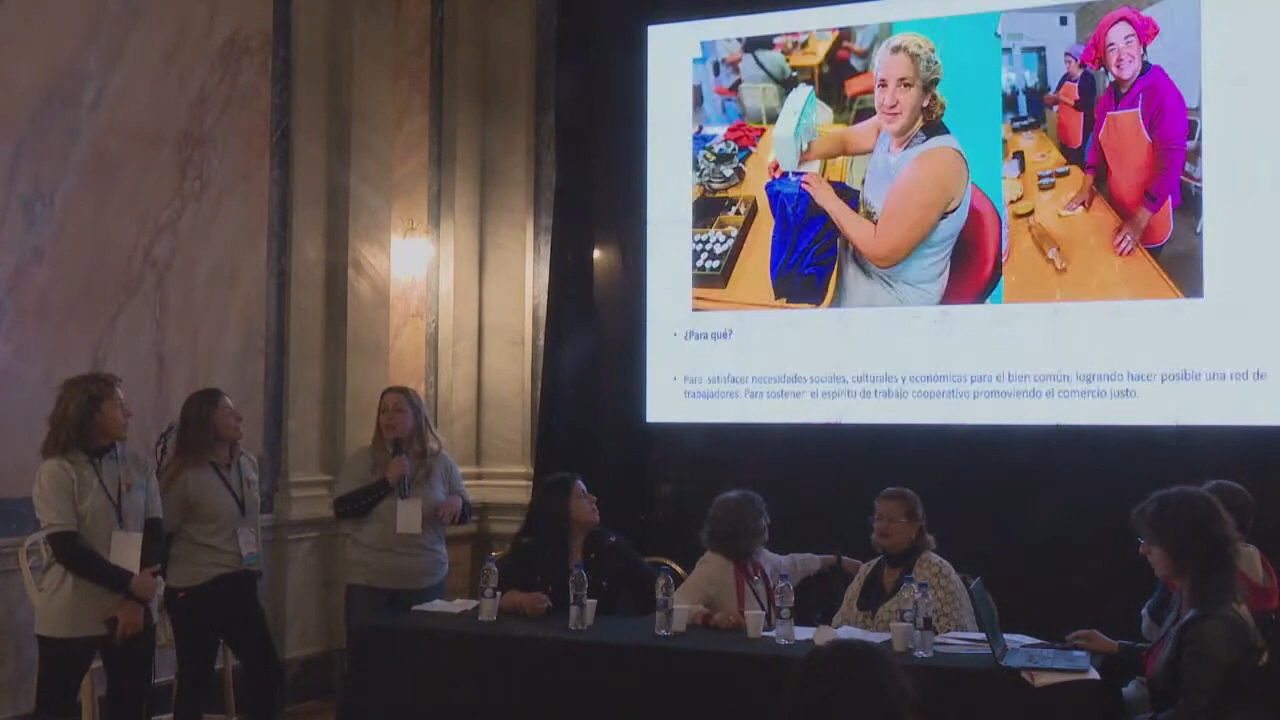 • ¿Para qué?
• Para satisfacer necesidades sociales, culturales y económicas para el bien común, logrando hacer posible una red de
trabajadores. Para sostener el espíritu de trabajo cooperativo promoviendo el comercio justo.